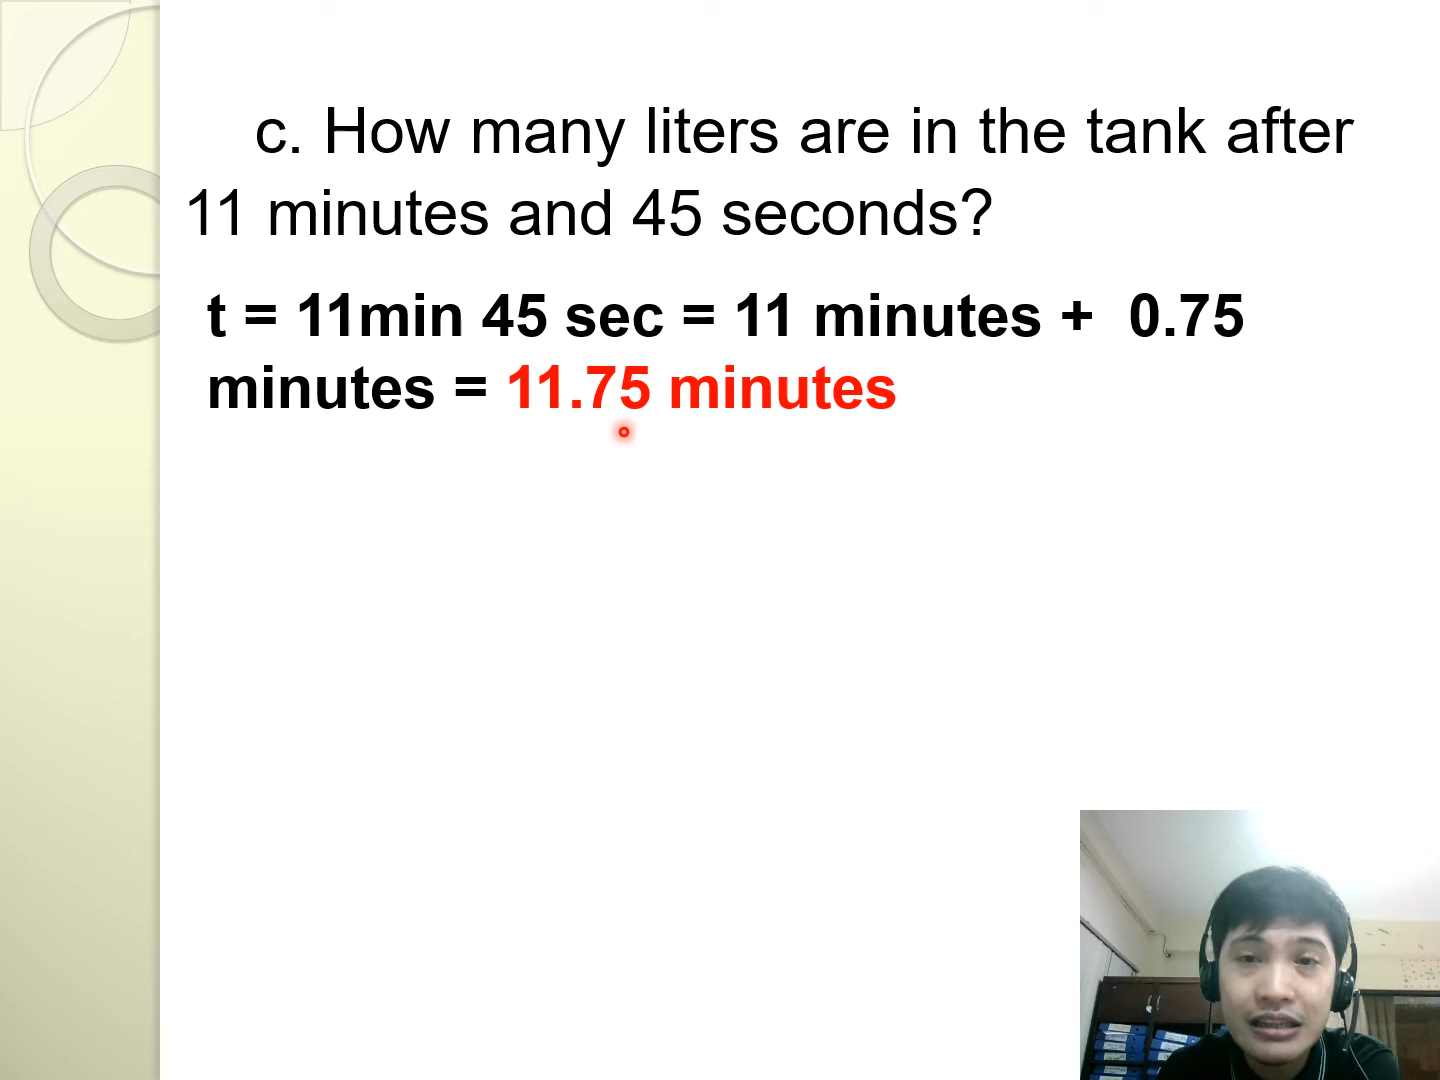 c. How many liters are in the tank after
11 minutes and 45 seconds?
t = 11min 45 sec = 11 minutes +  0.75
minutes = 11.75 minutes